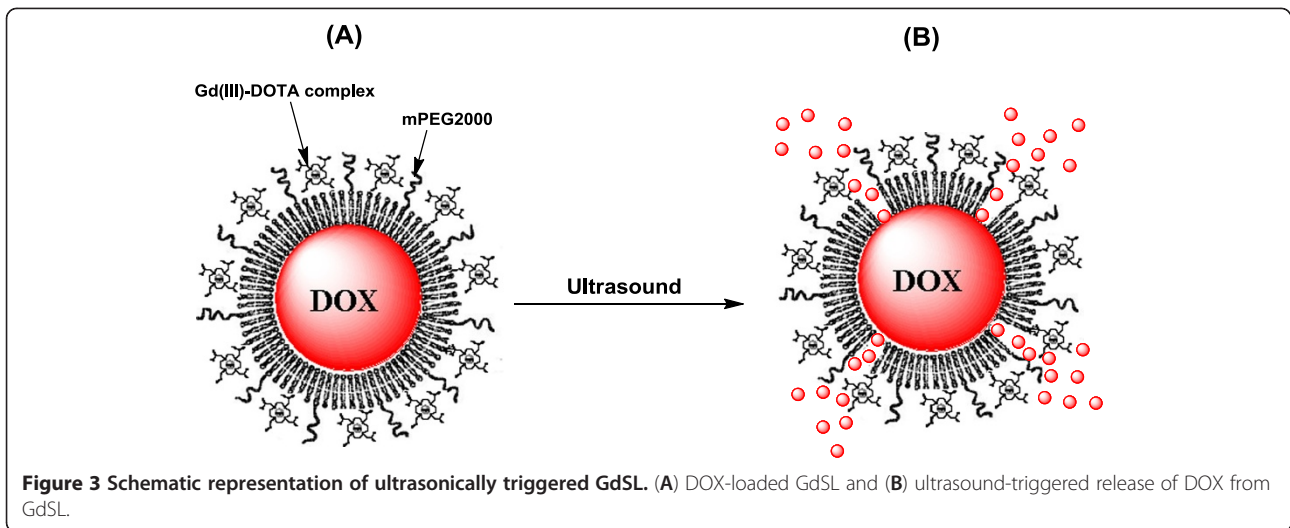 (A)
(B)
Gd(III)-DOTA complex
mPEG2000
DOX
Ultrasound
DOX
Figure 3 Schematic representation of ultrasonically triggered GdSL. (A) DOX-loaded GdSL and (B) ultrasound-triggered release of DOX from
GdSL.